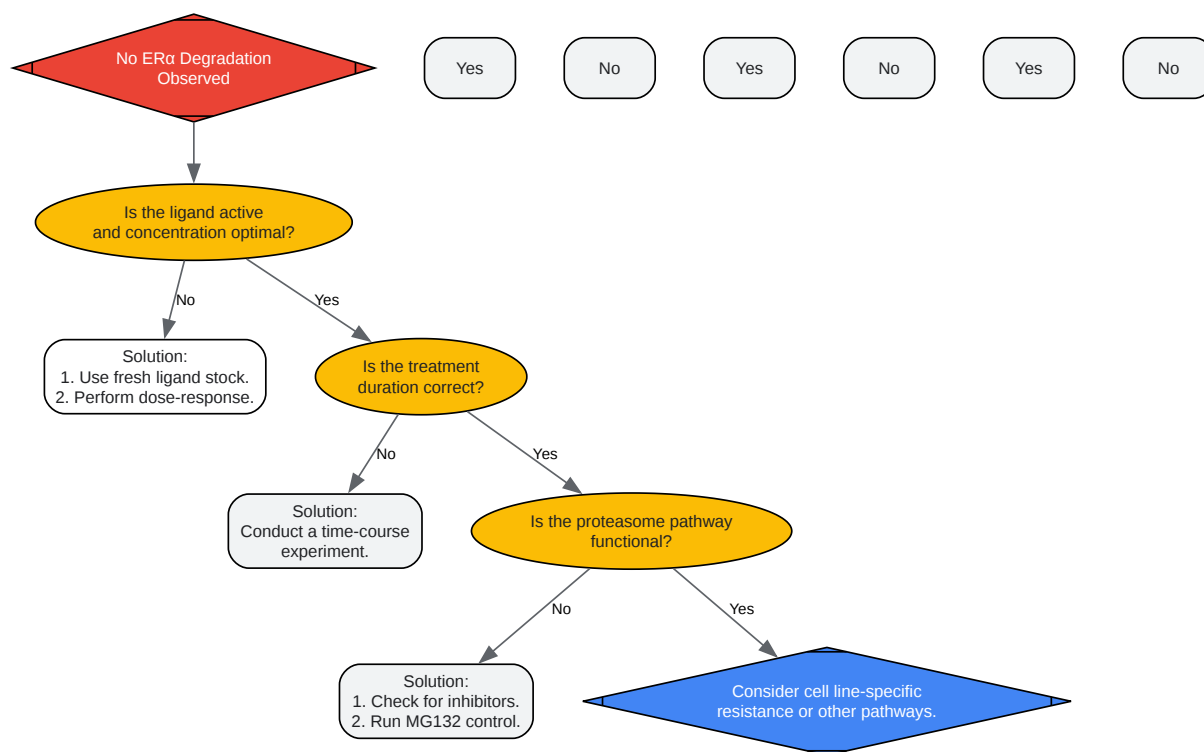 No ERα Degradation
Observed
Yes
No
Yes
No
Yes
No
Is the ligand active
and concentration optimal?
No
Yes
Solution:
1. Use fresh ligand stock.
2. Perform dose-response.
Is the treatment
duration correct?
No
Yes
Solution:
Conduct a time-course
experiment.
Is the proteasome pathway
functional?
No
Yes
Solution:
1. Check for inhibitors.
2. Run MG132 control.
Consider cell line-specific
resistance or other pathways.